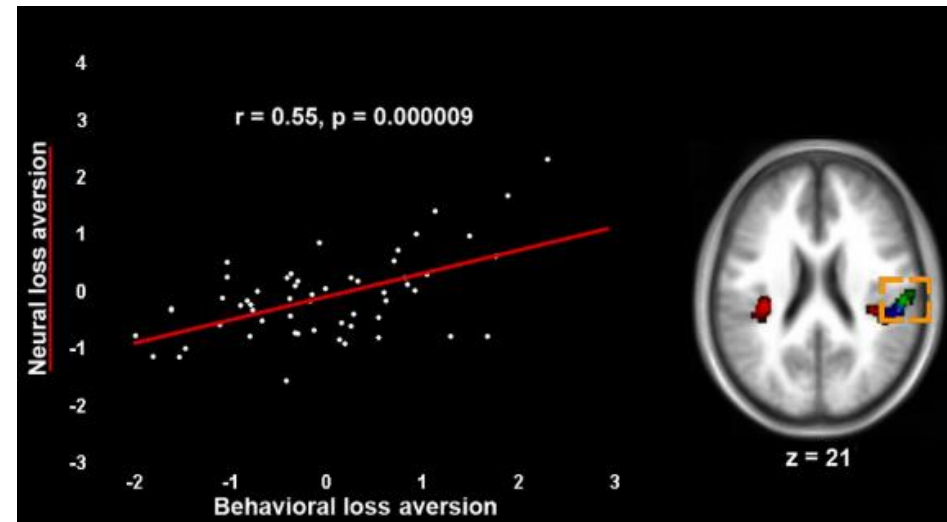 4
3
r = 0.55, p = 0.000009
2
1
0
-1
-2
-3
Neural loss aversion
-2 -1 0 1 2 3
Behavioral loss aversion
z = 21